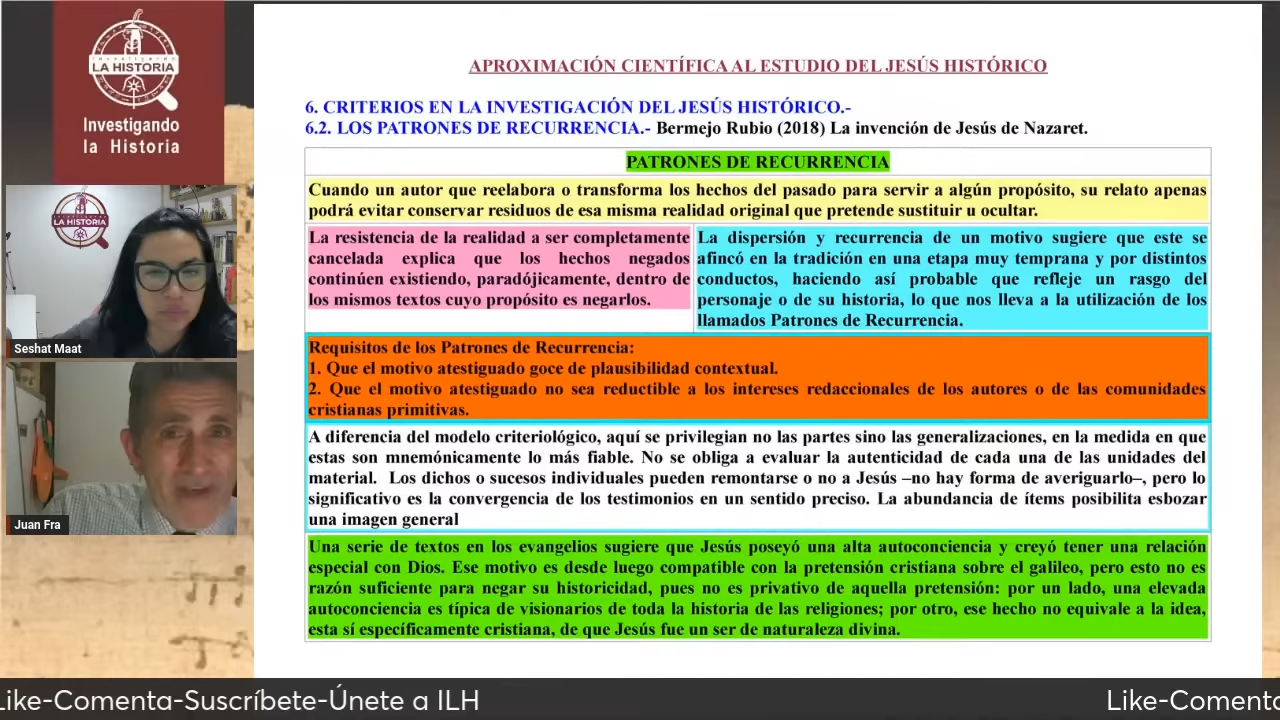 LA HISTORIA
Investigando
la Historia
LA HISTORIA
Seshat Maat
Juan Fra
APROXIMACIÓN CIENTÍFICA AL ESTUDIO DEL JESÚS HISTÓRICO
6. CRITERIOS EN LA INVESTIGACIÓN DEL JESÚS HISTÓRICO.-
6.2. LOS PATRONES DE RECURRENCIA.- Bermejo Rubio (2018) La invención de Jesús de Nazaret.
PATRONES DE RECURRENCIA
Cuando un autor que reelabora o transforma los hechos del pasado para servir a algún propósito, su relato apenas
podrá evitar conservar residuos de esa misma realidad original que pretende sustituir u ocultar.
La resistencia de la realidad a ser completamente
cancelada explica que los hechos negados
continúen existiendo, paradójicamente, dentro de
los mismos textos cuyo propósito es negarlos.
La dispersión y recurrencia de un motivo sugiere que este se
afincó en la tradición en una etapa muy temprana y por distintos
conductos, haciendo así probable que refleje un rasgo del
personaje o de su historia, lo que nos lleva a la utilización de los
llamados Patrones de Recurrencia.
Requisitos de los Patrones de Recurrencia:
1. Que el motivo atestiguado goce de plausibilidad contextual.
2. Que el motivo atestiguado no sea reductible a los intereses redaccionales de los autores o de las comunidades
cristianas primitivas.
A diferencia del modelo criteriológico, aquí se privilegian no las partes sino las generalizaciones, en la medida en que
estas son mnemónicamente lo más fiable. No se obliga a evaluar la autenticidad de cada una de las unidades del
material. Los dichos o sucesos individuales pueden remontarse o no a Jesús –no hay forma de averiguarlo–, pero lo
significativo es la convergencia de los testimonios en un sentido preciso. La abundancia de ítems posibilita esbozar
una imagen general
Una serie de textos en los evangelios sugiere que Jesús poseyó una alta autoconciencia y creyó tener una relación
especial con Dios. Ese motivo es desde luego compatible con la pretensión cristiana sobre el galileo, pero esto no es
razón suficiente para negar su historicidad, pues no es privativo de aquella pretensión: por un lado, una elevada
autoconciencia es típica de visionarios de toda la historia de las religiones; por otro, ese hecho no equivale a la idea,
esta sí específicamente cristiana, de que Jesús fue un ser de naturaleza divina.
Like-Comenta-Suscríbete-Únete a ILH
Like-Comenta